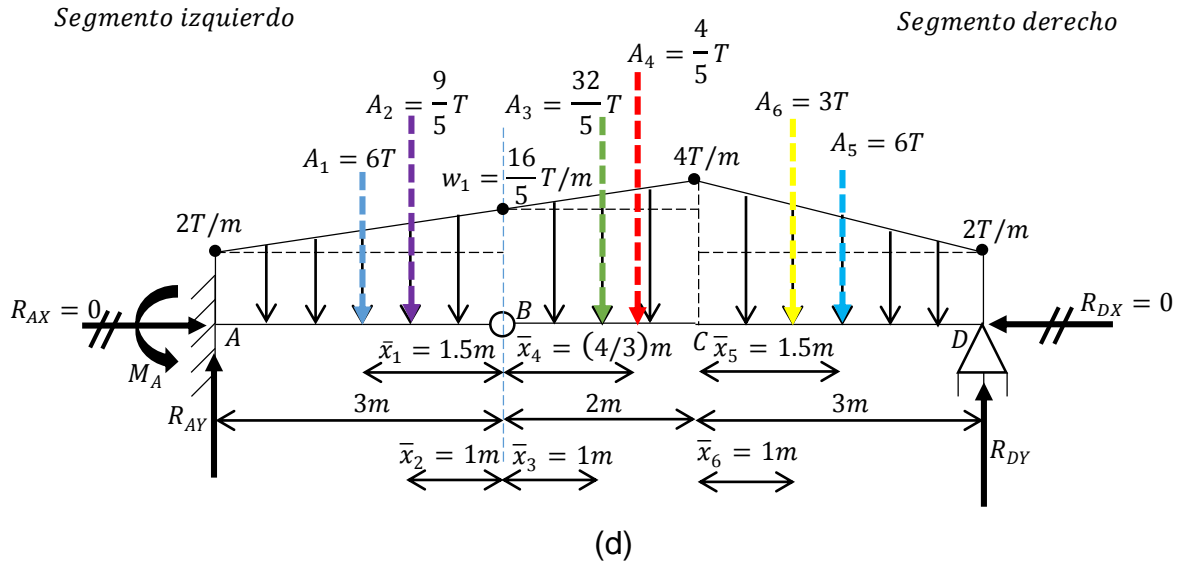 Segmento izquierdo
Segmento derecho
A₄ = 4/5 T
A₂ = 9/5 T
A₃ = 32/5 T
A₆ = 3T
A₁ = 6T
w₁ = 16/5 T/m
4T/m
A₅ = 6T
2T/m
2T/m
R_AX = 0
R_DX = 0
A
B
C
D
M_A
x̅₁ = 1.5m
x̅₄ = (4/3)m
x̅₅ = 1.5m
R_AY
3m
2m
3m
R_DY
x̅₂ = 1m
x̅₃ = 1m
x̅₆ = 1m
(d)